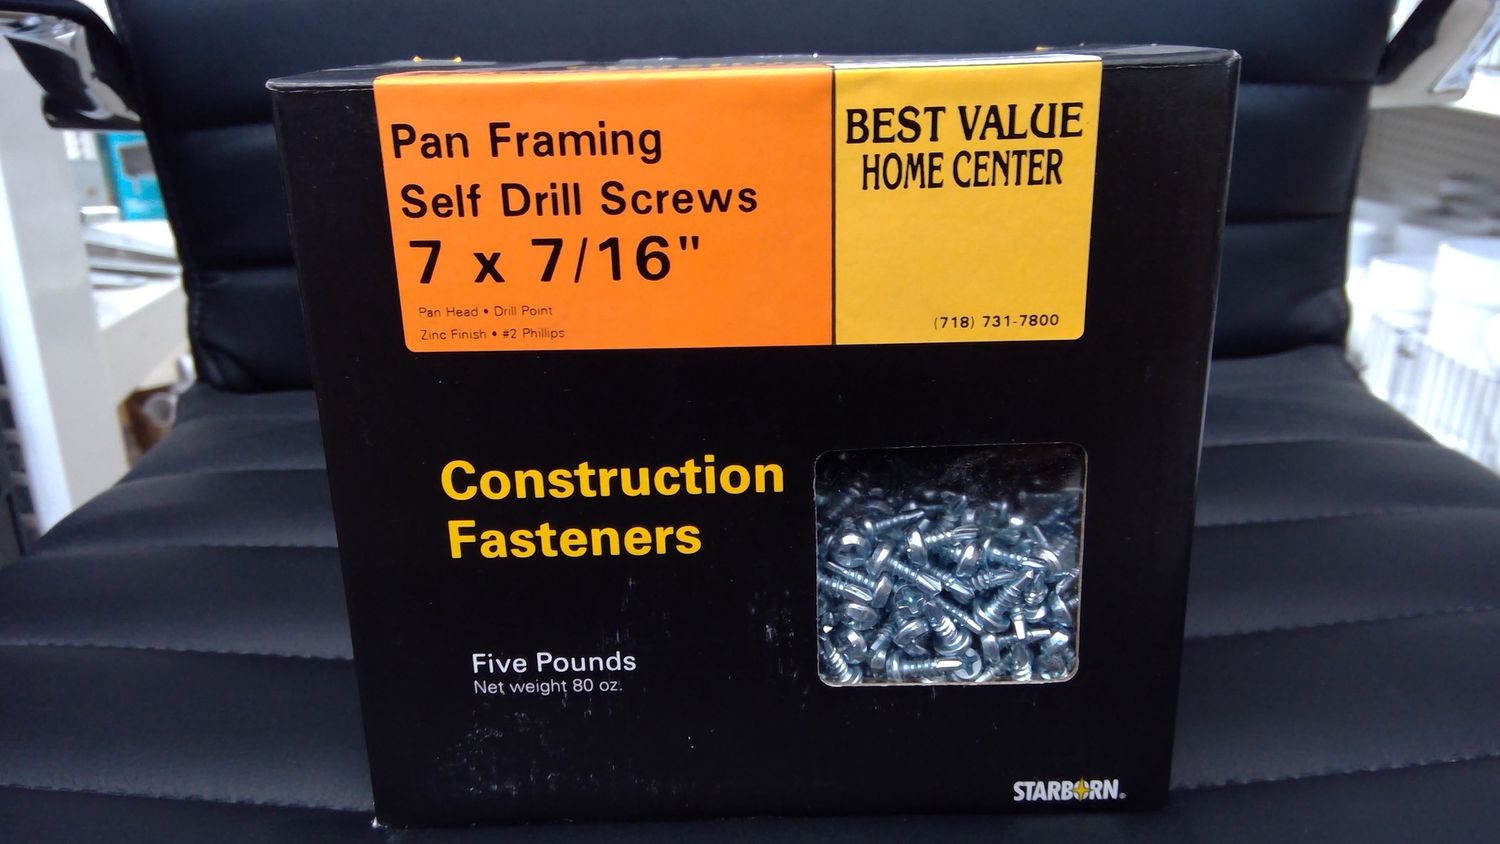 Pan Framing
Self Drill Screws
7 x 7/16"
Pan Head • Drill Point
Zinc Finish • #2 Phillips
BEST VALUE
HOME CENTER
(718) 731-7800
Construction
Fasteners
Five Pounds
Net weight 80 oz.
STARBORN®